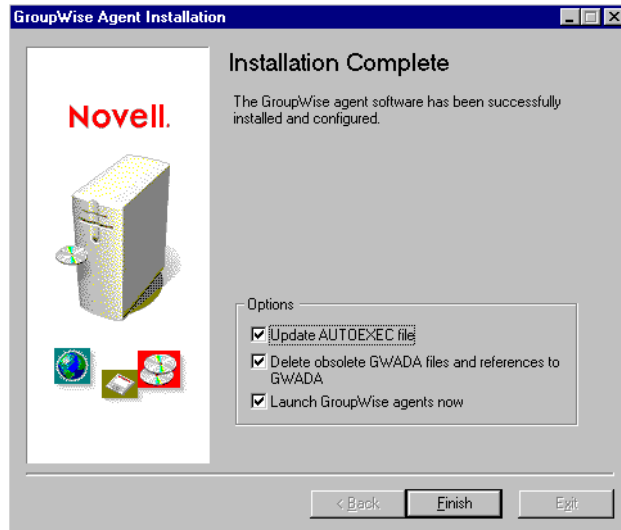 GroupWise Agent Installation
Novell.
Installation Complete
The GroupWise agent software has been successfully
installed and configured.
Options
Update AUTOEXEC file
Delete obsolete GWADA files and references to
GWADA
Launch GroupWise agents now
< Back
Finish
Exit